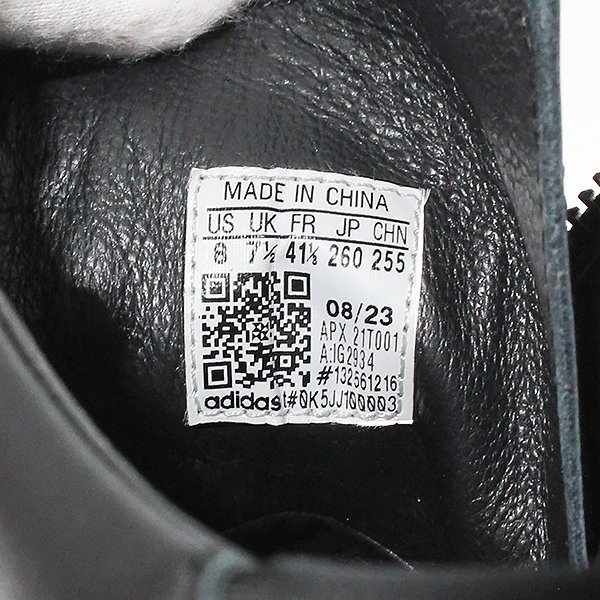 MADE IN CHINA
US UK FR JP CHN
8 7½ 41⅓ 260 255
08/23
APX 21T001
A:IG2934
#132561216
adidas t#0K5JJ100003